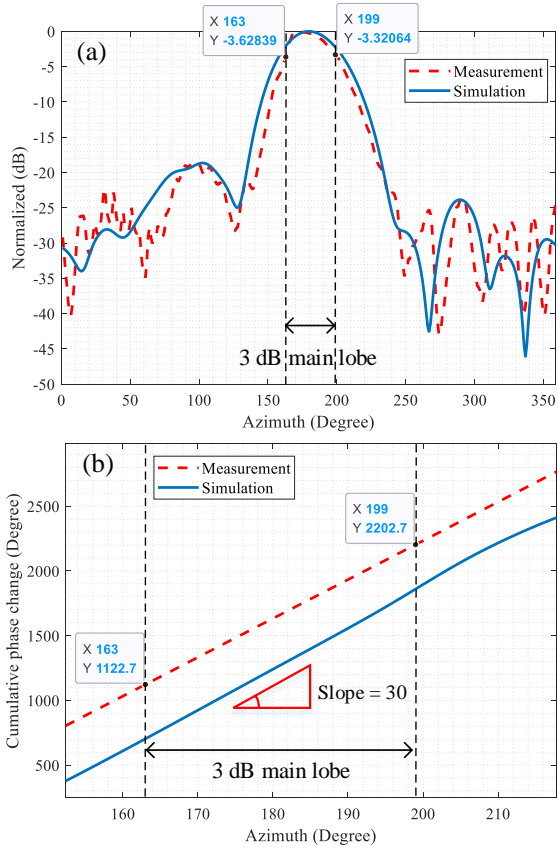 X 163
Y -3.62839
X 199
Y -3.32064
(a)
Measurement
Simulation
0
-5
-10
-15
-20
-25
-30
-35
-40
-45
-50
Normalized (dB)
3 dB main lobe
0 50 100 150 200 250 300 350
Azimuth (Degree)
(b)
Measurement
Simulation
X 199
Y 2202.7
X 163
Y 1122.7
2500
2000
1500
1000
500
Cumulative phase change (Degree)
Slope = 30
3 dB main lobe
160 170 180 190 200 210
Azimuth (Degree)